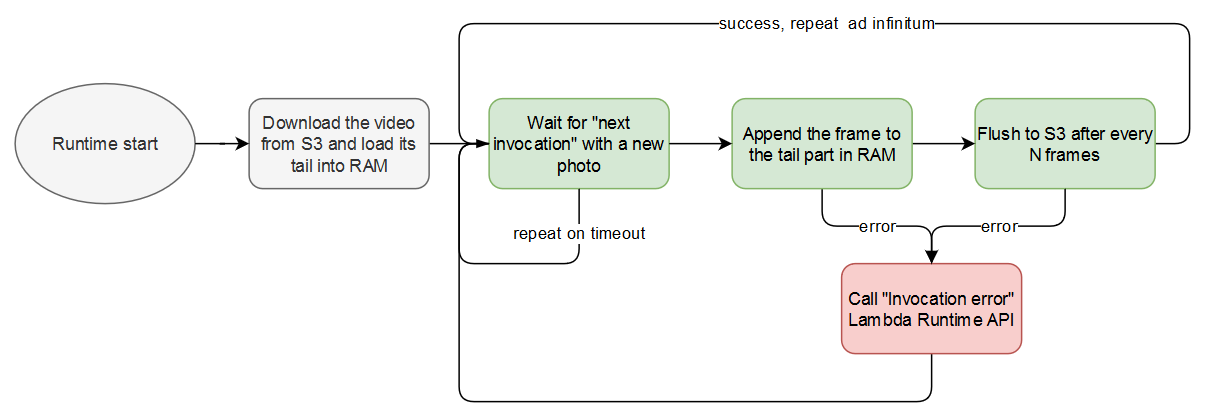 success, repeat ad infinitum
Runtime start
Download the video
from S3 and load its
tail into RAM
Wait for "next
invocation" with a new
photo
Append the frame to
the tail part in RAM
Flush to S3 after every
N frames
repeat on timeout
error
error
Call "Invocation error"
Lambda Runtime API